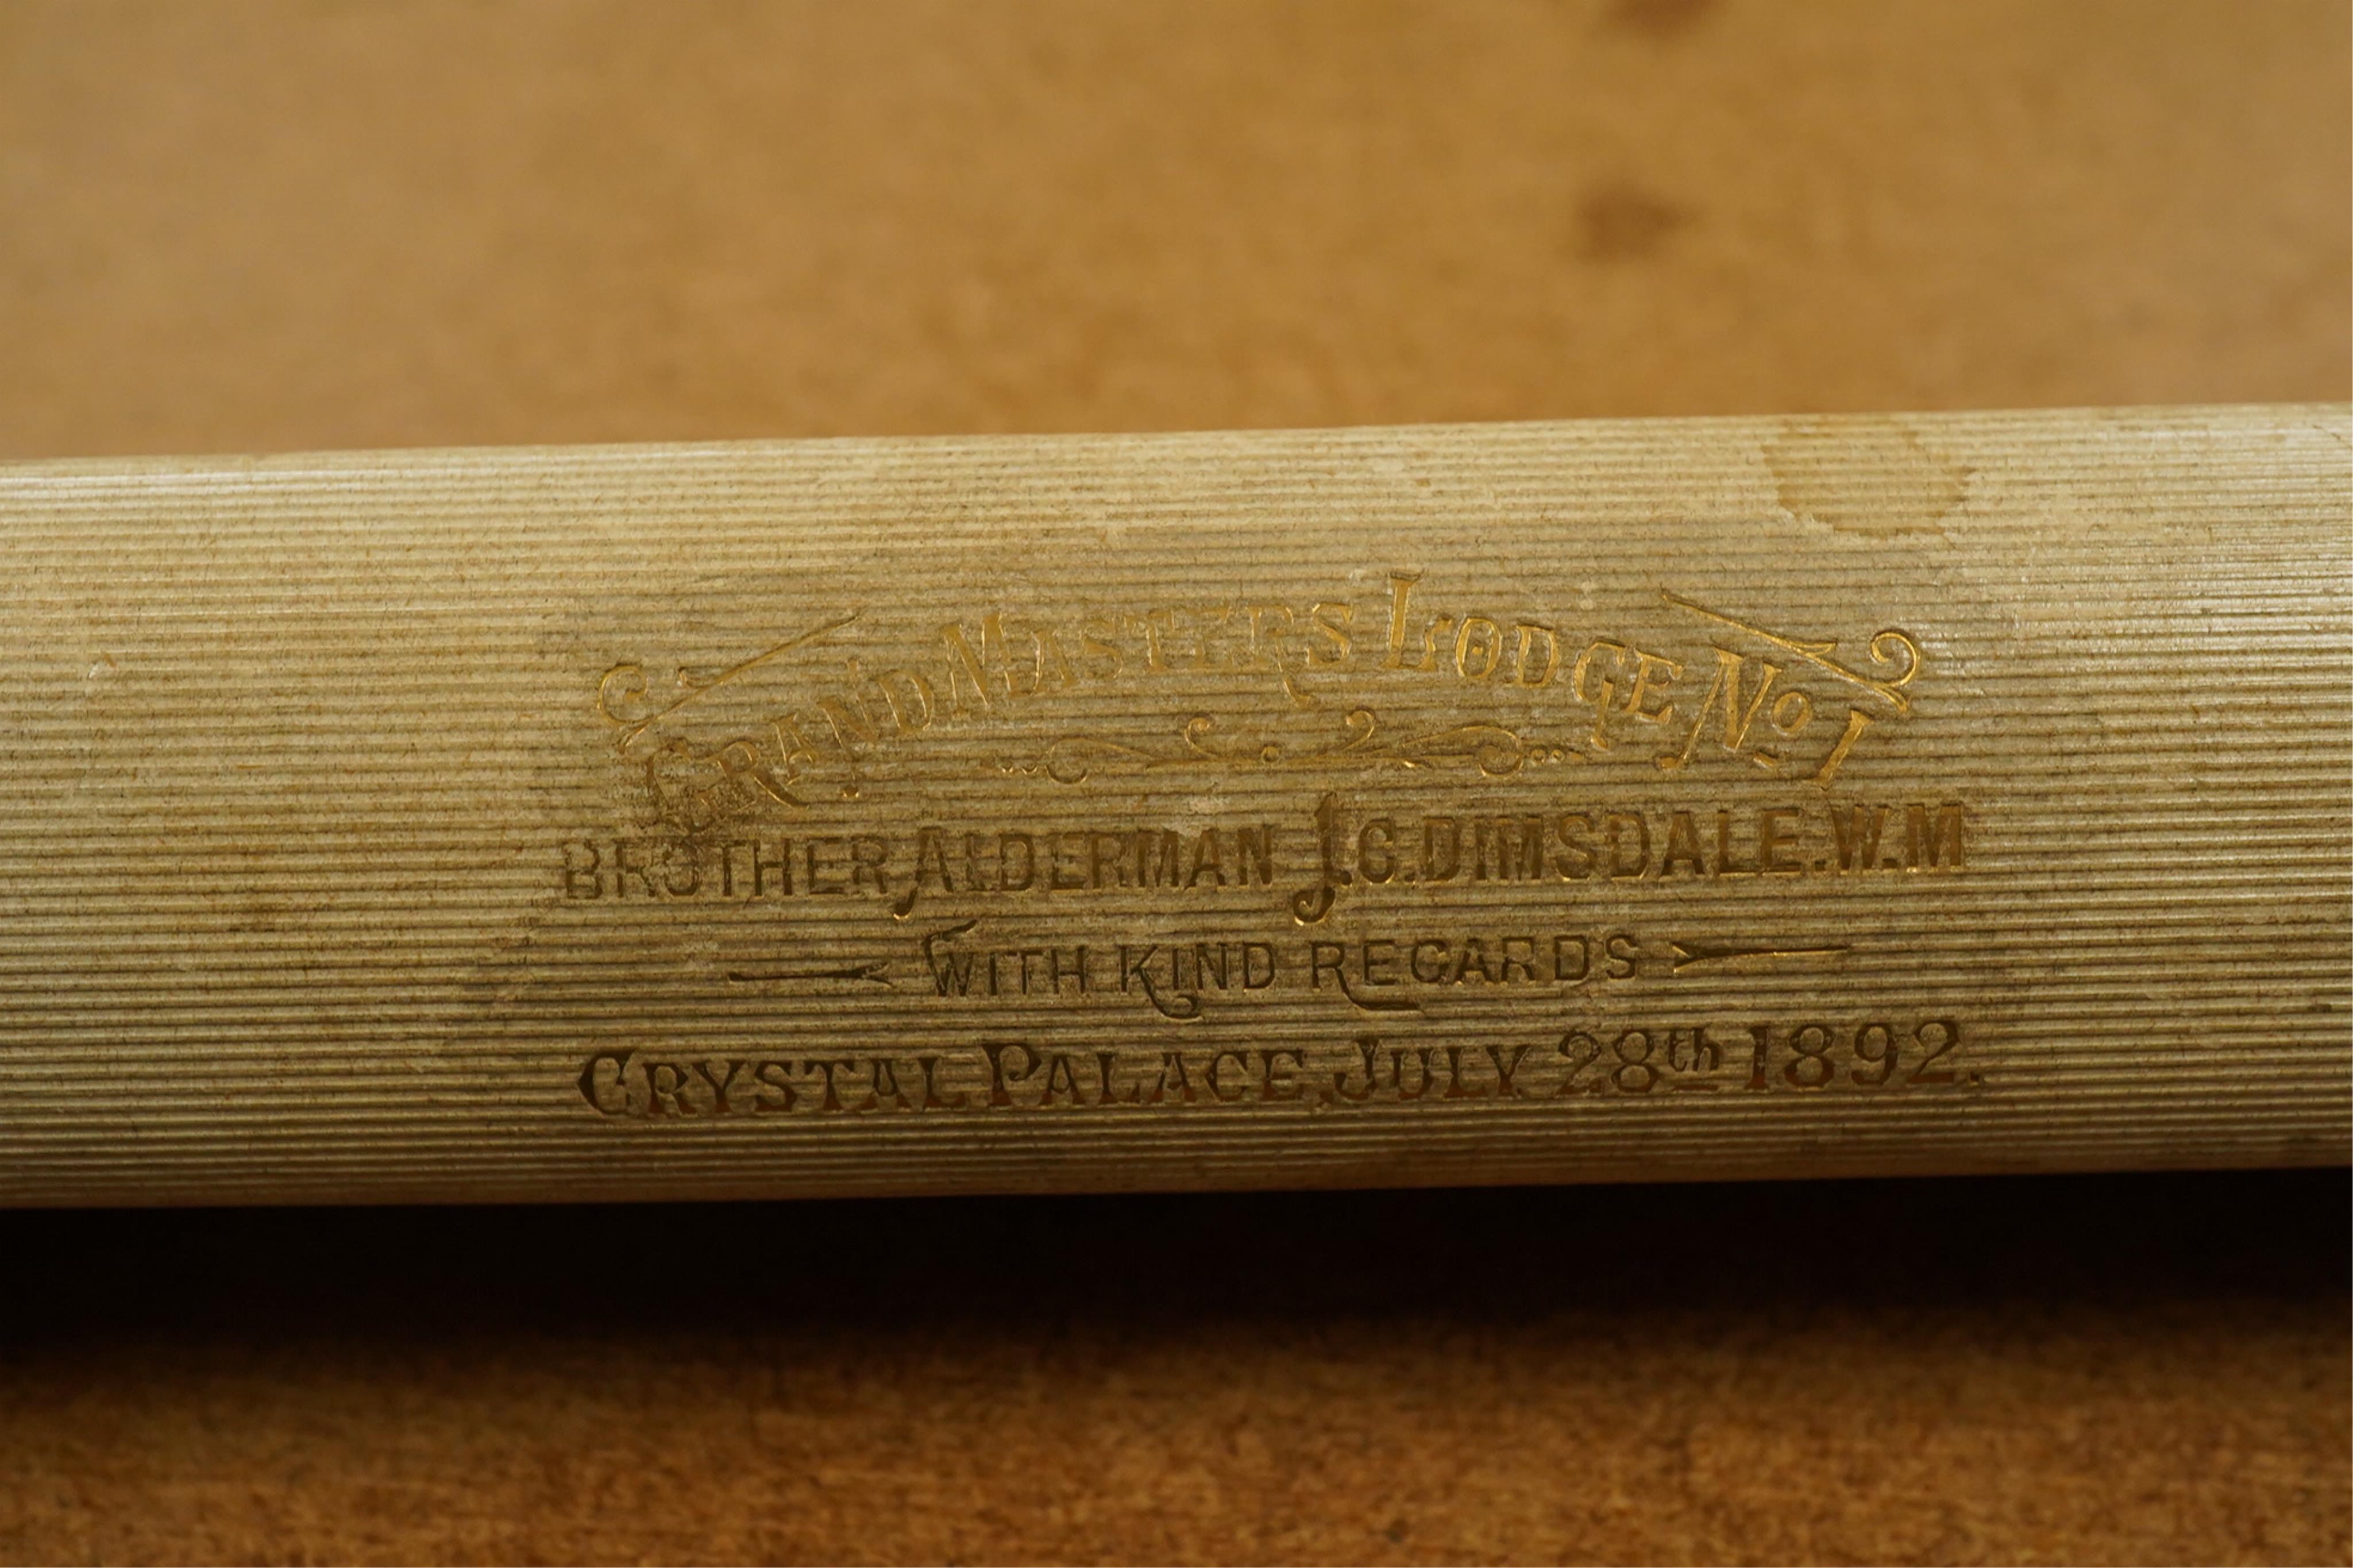 GRAND MASTERS LODGE No 1
BROTHER ALDERMAN J.C.DIMSDALE.W.M
WITH KIND REGARDS
CRYSTAL PALACE, JULY 28th 1892.